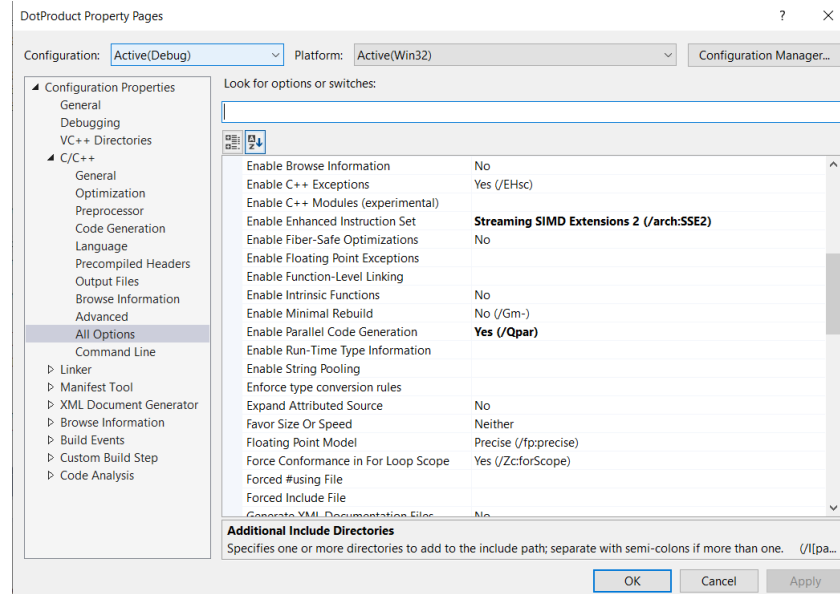 DotProduct Property Pages
? ×
Configuration: Active(Debug) Platform: Active(Win32) Configuration Manager...
Configuration Properties
General
Debugging
VC++ Directories
C/C++
General
Optimization
Preprocessor
Code Generation
Language
Precompiled Headers
Output Files
Browse Information
Advanced
All Options
Command Line
Linker
Manifest Tool
XML Document Generator
Browse Information
Build Events
Custom Build Step
Code Analysis
Look for options or switches:
Enable Browse Information No
Enable C++ Exceptions Yes (/EHsc)
Enable C++ Modules (experimental)
Enable Enhanced Instruction Set Streaming SIMD Extensions 2 (/arch:SSE2)
Enable Fiber-Safe Optimizations No
Enable Floating Point Exceptions
Enable Function-Level Linking
Enable Intrinsic Functions No
Enable Minimal Rebuild No (/Gm-)
Enable Parallel Code Generation Yes (/Qpar)
Enable Run-Time Type Information
Enable String Pooling
Enforce type conversion rules
Expand Attributed Source No
Favor Size Or Speed Neither
Floating Point Model Precise (/fp:precise)
Force Conformance in For Loop Scope Yes (/Zc:forScope)
Forced #using File
Forced Include File
Generate XML Documentation Files No
Additional Include Directories
Specifies one or more directories to add to the include path; separate with semi-colons if more than one. (/I[pa...
OK Cancel Apply